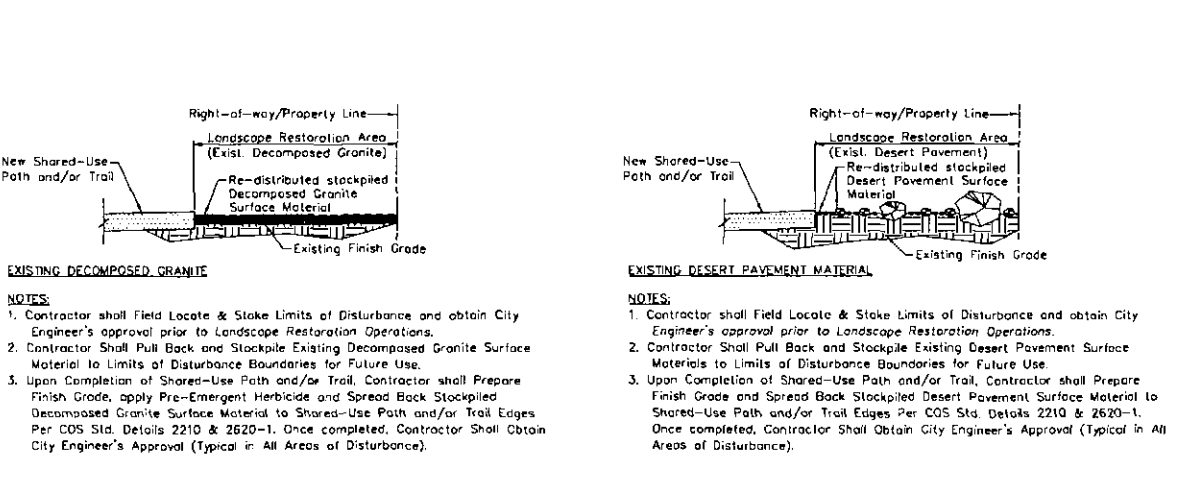 Right-of-way/Property Line
Landscape Restoration Area
(Exist. Decomposed Granite)
New Shared-Use
Path and/or Trail
Re-distributed stockpiled
Decomposed Granite
Surface Material
Existing Finish Grade
EXISTING DECOMPOSED GRANITE
NOTES:
1. Contractor shall Field Locate & Stake Limits of Disturbance and obtain City
Engineer's approval prior to Landscape Restoration Operations.
2. Contractor Shall Pull Back and Stockpile Existing Decomposed Granite Surface
Material to Limits of Disturbance Boundaries for Future Use.
3. Upon Completion of Shared-Use Path and/or Trail, Contractor shall Prepare
Finish Grade, apply Pre-Emergent Herbicide and Spread Back Stockpiled
Decomposed Granite Surface Material to Shared-Use Path and/or Trail Edges
Per COS Std. Details 2210 & 2620-1. Once completed, Contractor Shall Obtain
City Engineer's Approval (Typical in All Areas of Disturbance).
Right-of-way/Property Line
Landscape Restoration Area
(Exist. Desert Pavement)
New Shared-Use
Path and/or Trail
Re-distributed stockpiled
Desert Pavement Surface
Material
Existing Finish Grade
EXISTING DESERT PAVEMENT MATERIAL
NOTES:
1. Contractor shall Field Locate & Stake Limits of Disturbance and obtain City
Engineer's approval prior to Landscape Restoration Operations.
2. Contractor Shall Pull Back and Stockpile Existing Desert Pavement Surface
Materials to Limits of Disturbance Boundaries for Future Use.
3. Upon Completion of Shared-Use Path and/or Trail, Contractor shall Prepare
Finish Grade and Spread Back Stockpiled Desert Pavement Surface Material to
Shared-Use Path and/or Trail Edges Per COS Std. Details 2210 & 2620-1.
Once completed, Contractor Shall Obtain City Engineer's Approval (Typical in All
Areas of Disturbance).